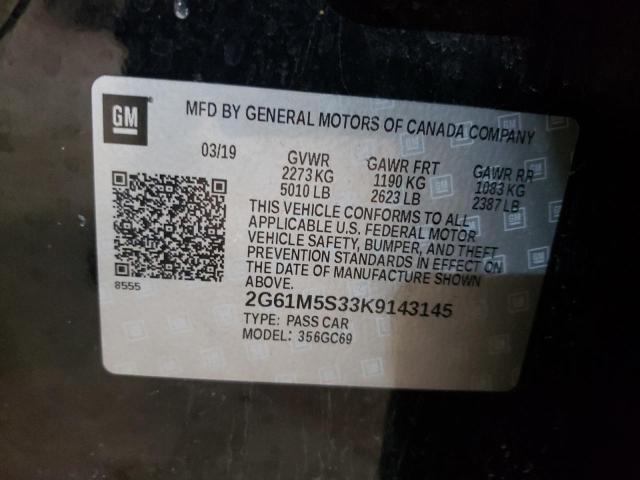 GM
MFD BY GENERAL MOTORS OF CANADA COMPANY
03/19 GVWR GAWR FRT GAWR RR
2273 KG 1190 KG 1083 KG
5010 LB 2623 LB 2387 LB
THIS VEHICLE CONFORMS TO ALL
APPLICABLE U.S. FEDERAL MOTOR
VEHICLE SAFETY, BUMPER, AND THEFT
PREVENTION STANDARDS IN EFFECT ON
THE DATE OF MANUFACTURE SHOWN
ABOVE.
8555
2G61M5S33K9143145
TYPE: PASS CAR
MODEL: 356GC69